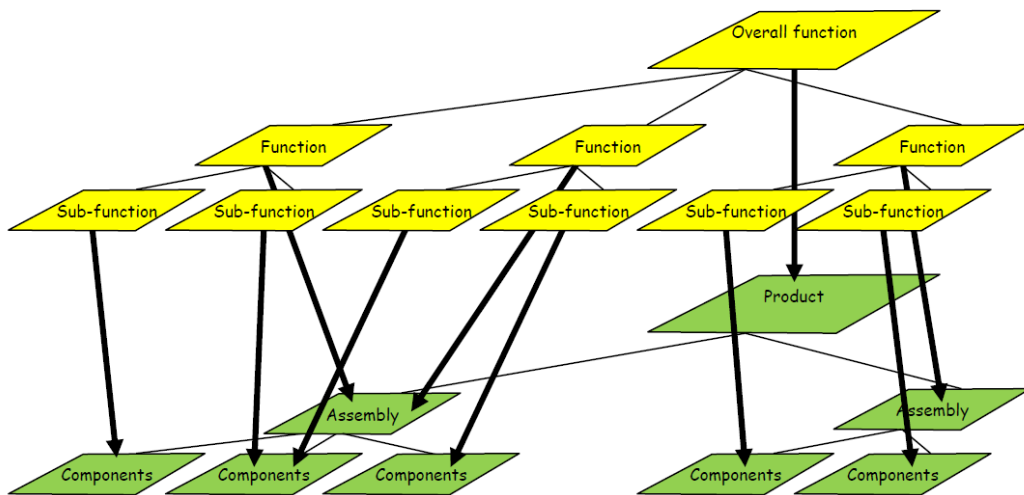 Overall function
Function
Function
Function
Sub-function
Sub-function
Sub-function
Sub-function
Sub-function
Sub-function
Product
Assembly
Assembly
Components
Components
Components
Components
Components